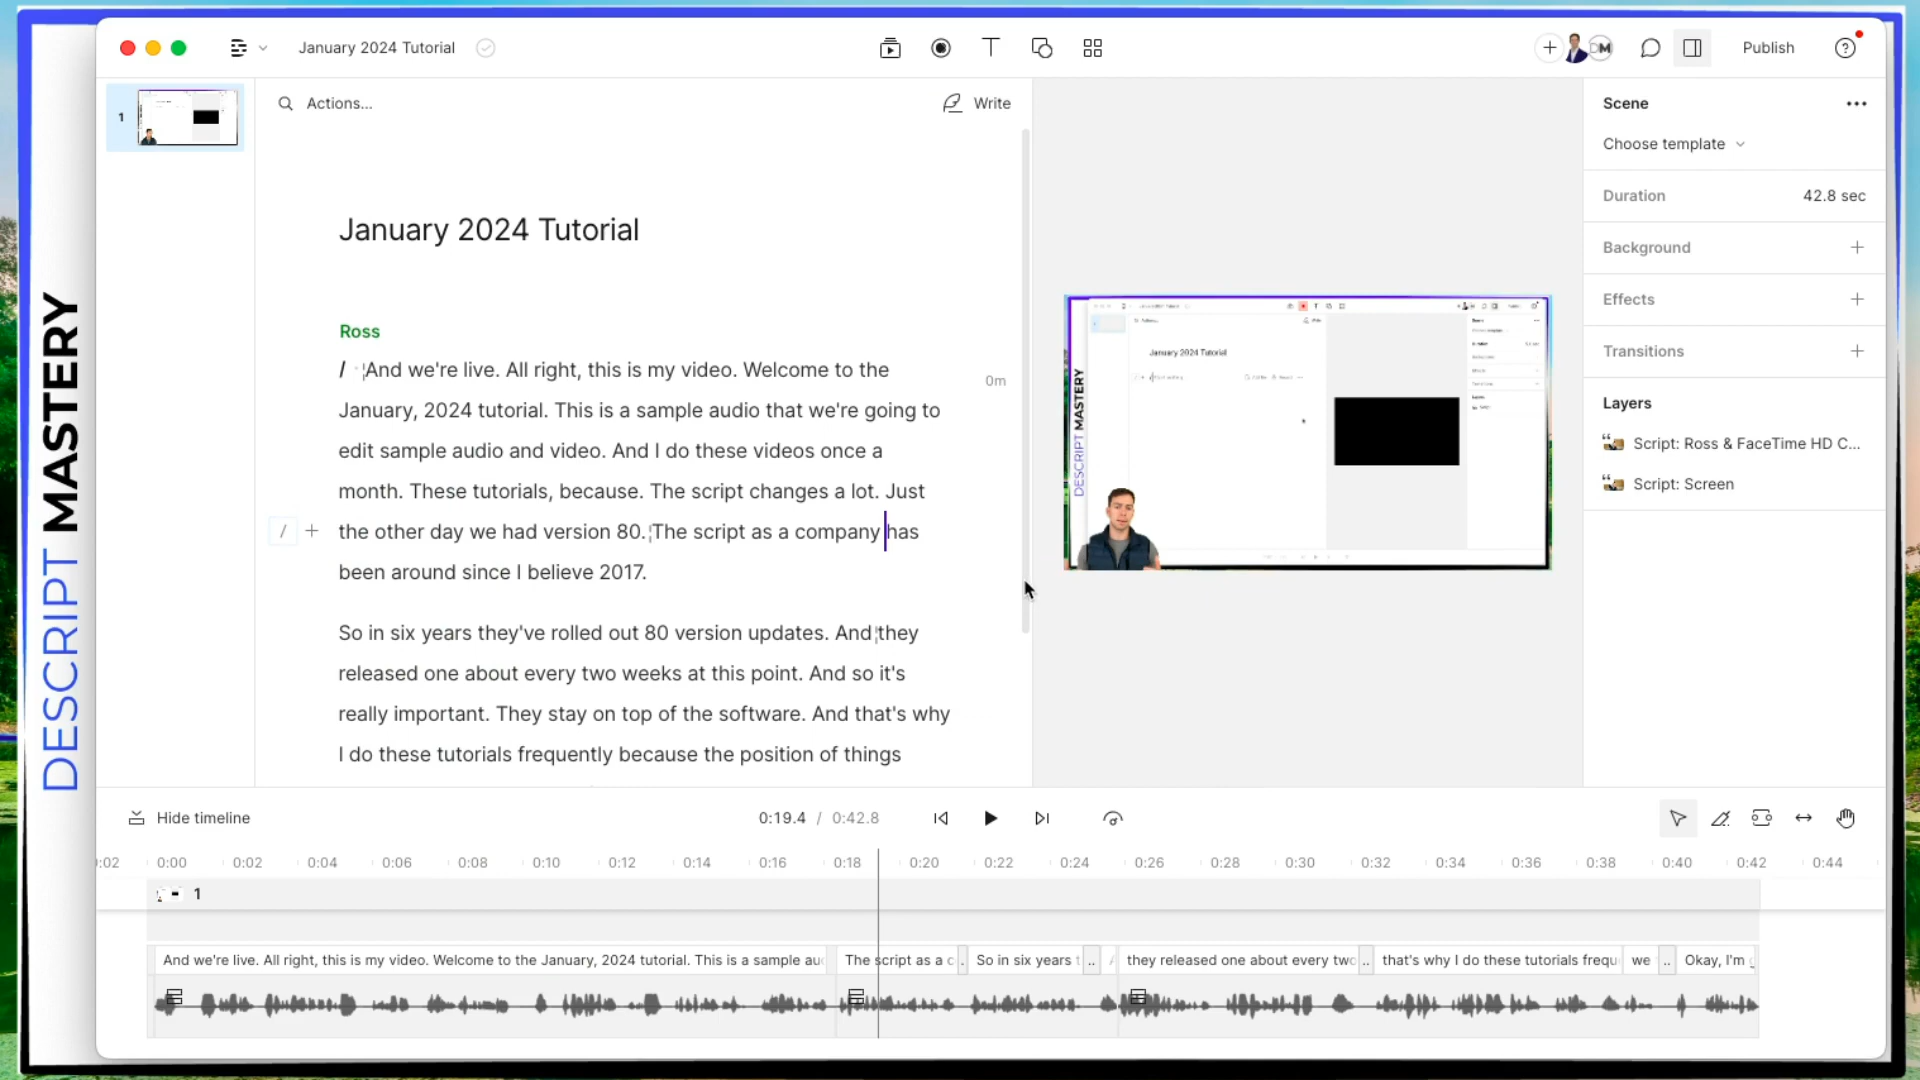 January 2024 Tutorial
M
Publish
1
Actions...
Write
Scene
Choose template
Duration
42.8 sec
Background
Effects
Transitions
Layers
Script: Ross & FaceTime HD C...
Script: Screen
January 2024 Tutorial
Ross
/ And we're live. All right, this is my video. Welcome to the
0m
January, 2024 tutorial. This is a sample audio that we're going to
edit sample audio and video. And I do these videos once a
month. These tutorials, because. The script changes a lot. Just
/ + the other day we had version 80. The script as a company has
been around since I believe 2017.
So in six years they've rolled out 80 version updates. And they
released one about every two weeks at this point. And so it's
really important. They stay on top of the software. And that's why
I do these tutorials frequently because the position of things
January 2024 Tutorial
DESCRIPT MASTERY
DESCRIPT MASTERY
Hide timeline
0:19.4 / 0:42.8
:02 0:00 0:02 0:04 0:06 0:08 0:10 0:12 0:14 0:16 0:18 0:20 0:22 0:24 0:26 0:28 0:30 0:32 0:34 0:36 0:38 0:40 0:42 0:44
1
And we're live. All right, this is my video. Welcome to the January, 2024 tutorial. This is a sample au
The script as a c
..
So in six years t
..
they released one about every two
..
that's why I do these tutorials frequ
we
..
Okay, I'm g